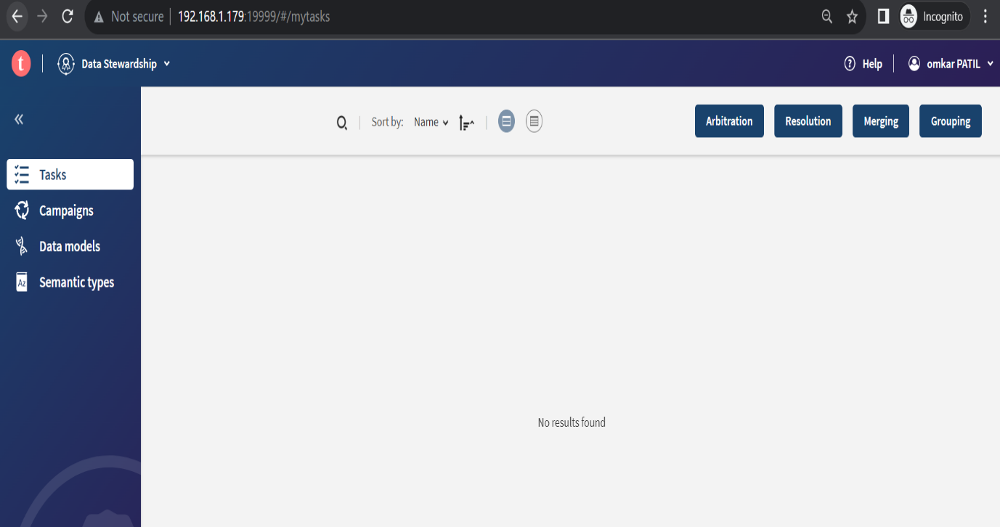 Not secure 192.168.1.179:19999/#/mytasks Incognito
t Data Stewardship Help omkar PATIL
Sort by: Name Arbitration Resolution Merging Grouping
Tasks
Campaigns
Data models
Az Semantic types
No results found